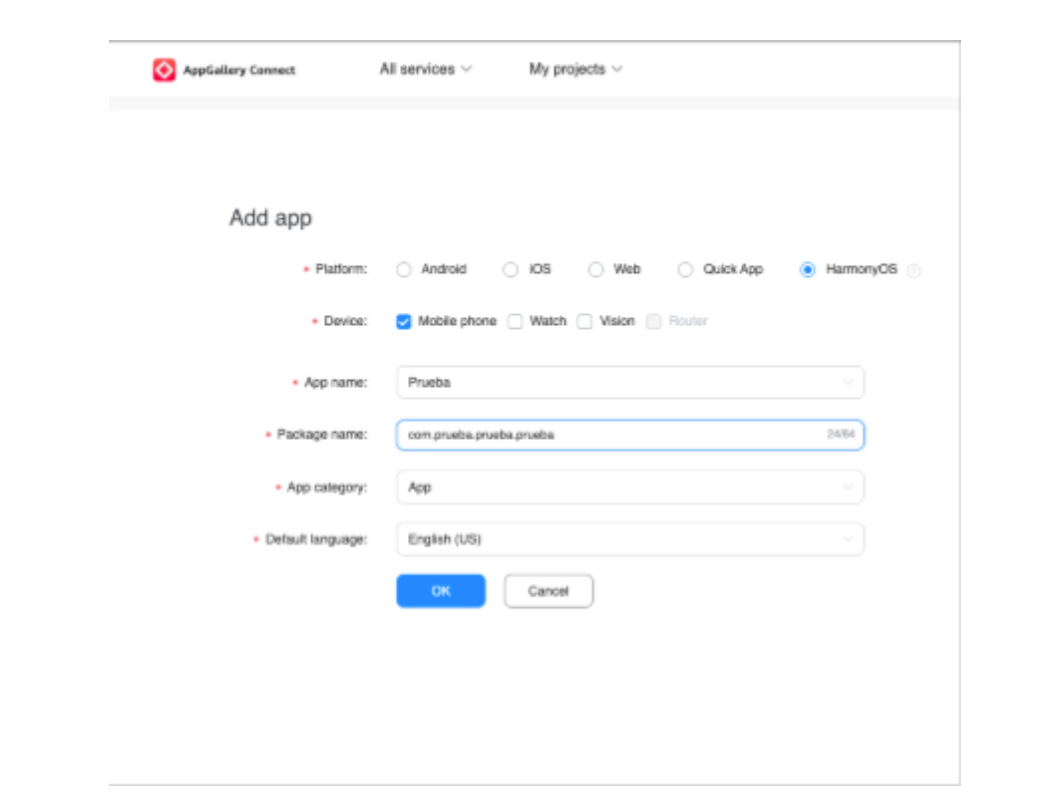 AppGallery Connect All services My projects
Add app
* Platform: Android iOS Web Quick App HarmonyOS ?
* Device: Mobile phone Watch Vision Router
* App name: Prueba
* Package name: com.prueba.prueba.prueba 24/64
* App category: App
* Default language: English (US)
OK Cancel